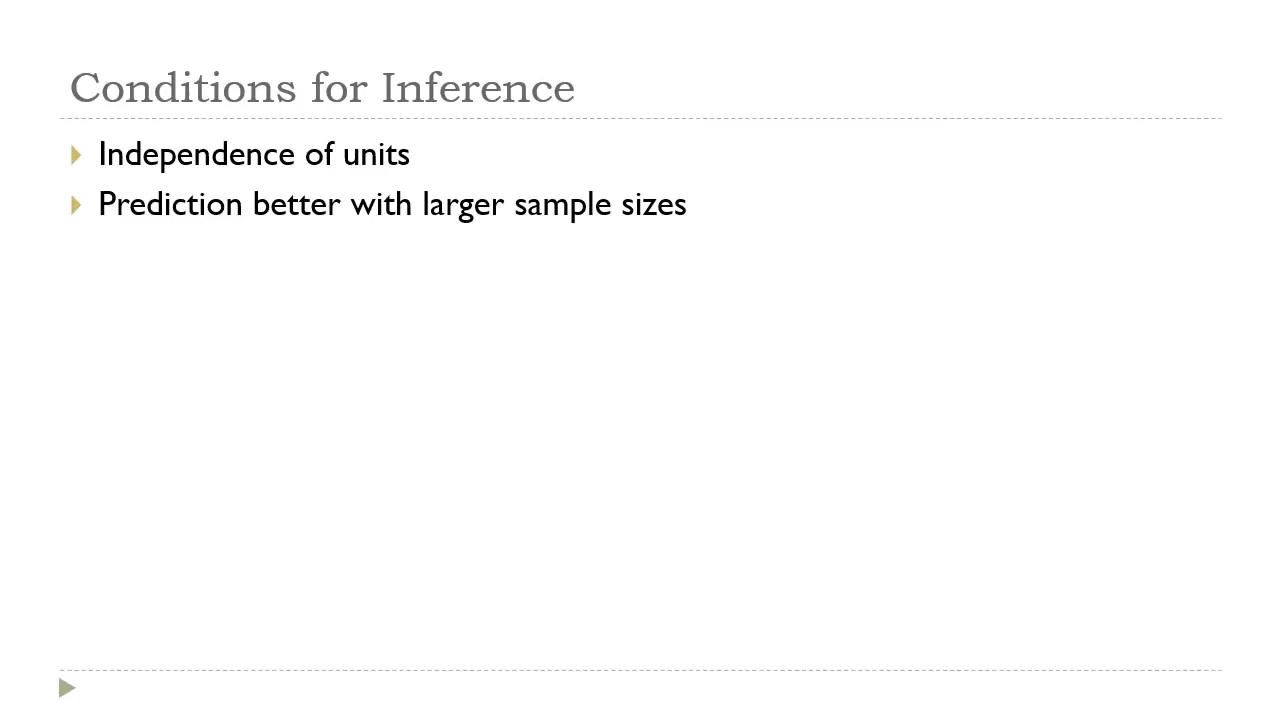 Conditions for Inference
Independence of units
Prediction better with larger sample sizes